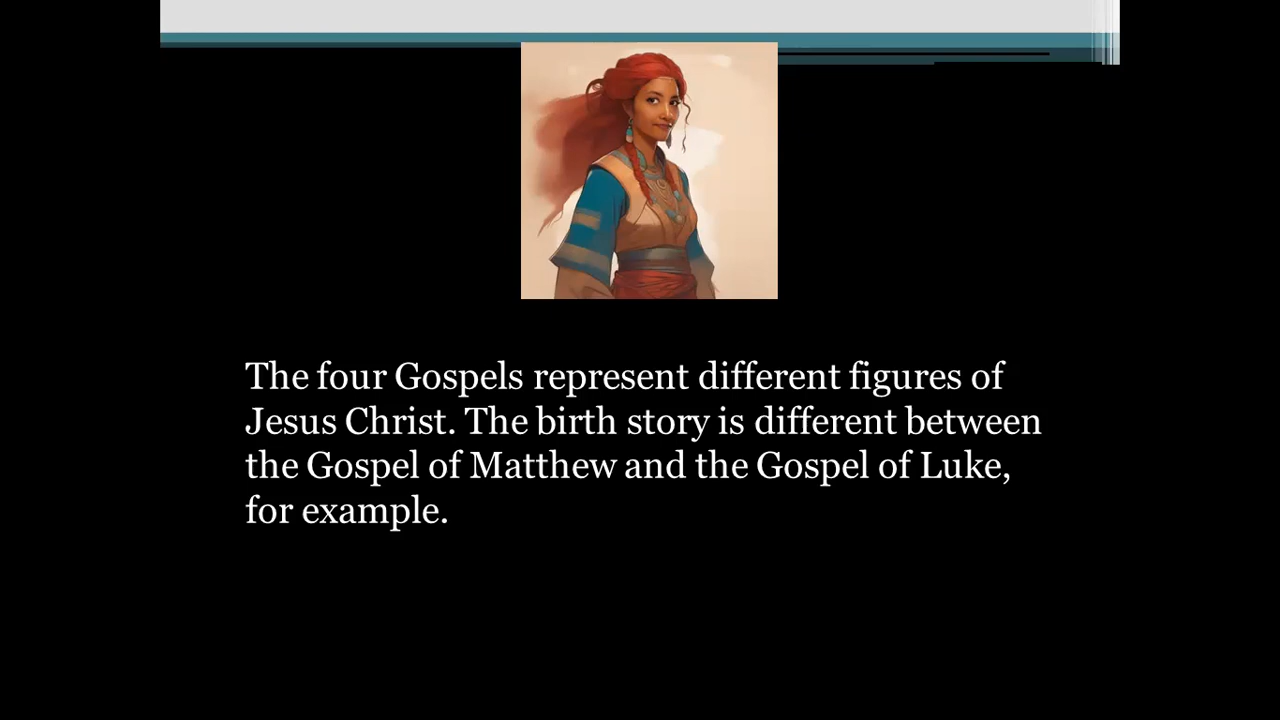 The four Gospels represent different figures of
Jesus Christ. The birth story is different between
the Gospel of Matthew and the Gospel of Luke,
for example.